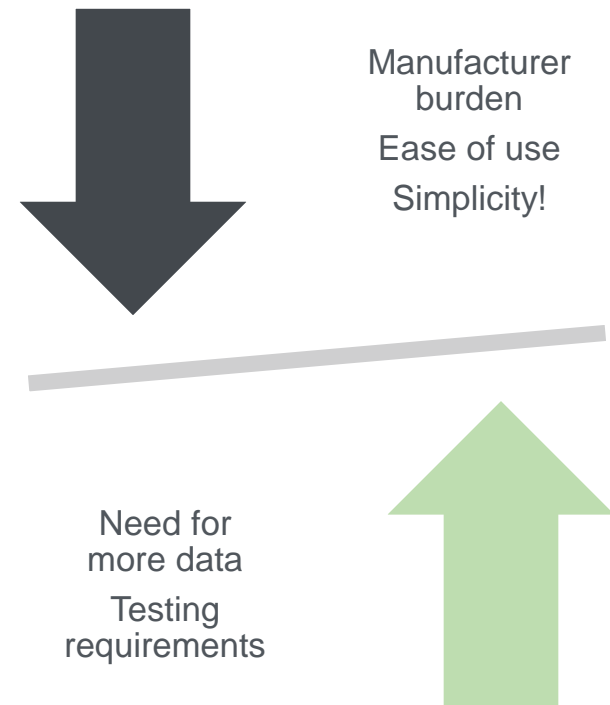 Manufacturer
burden
Ease of use
Simplicity!
Need for
more data
Testing
requirements